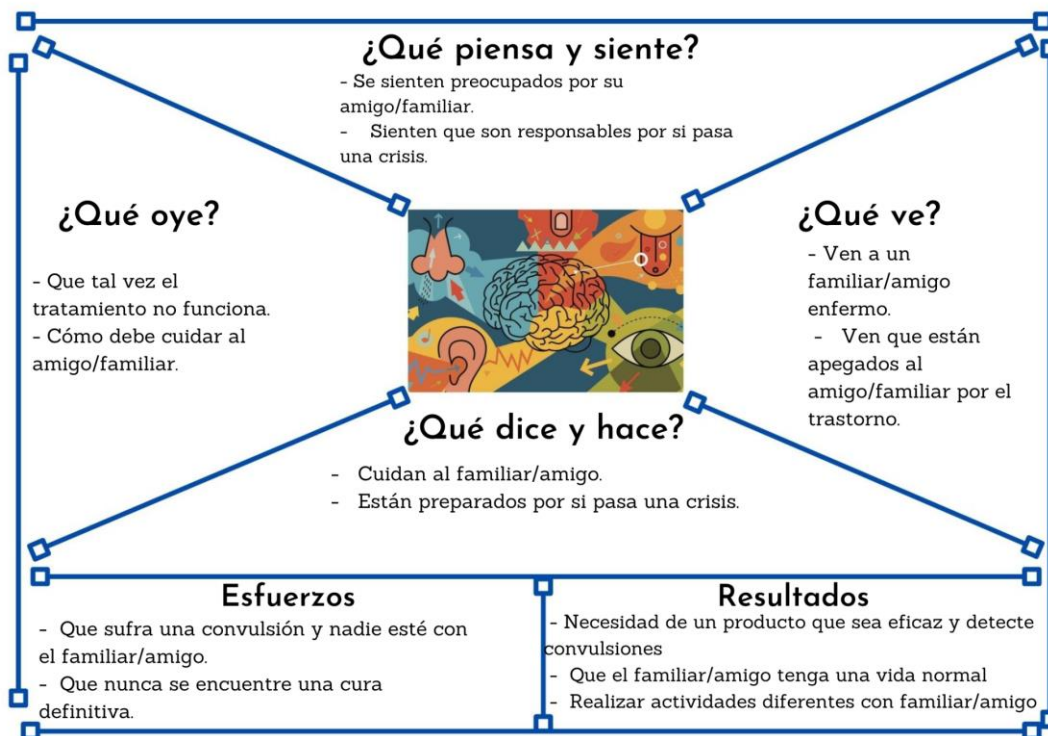 ¿Qué piensa y siente?
- Se sienten preocupados por su
amigo/familiar.
- Sienten que son responsables por si pasa
una crisis.
¿Qué oye?
- Que tal vez el
tratamiento no funciona.
- Cómo debe cuidar al
amigo/familiar.
¿Qué ve?
- Ven a un
familiar/amigo
enfermo.
- Ven que están
apegados al
amigo/familiar por el
trastorno.
¿Qué dice y hace?
- Cuidan al familiar/amigo.
- Están preparados por si pasa una crisis.
Esfuerzos
- Que sufra una convulsión y nadie esté con
el familiar/amigo.
- Que nunca se encuentre una cura
definitiva.
Resultados
- Necesidad de un producto que sea eficaz y detecte
convulsiones
- Que el familiar/amigo tenga una vida normal
- Realizar actividades diferentes con familiar/amigo